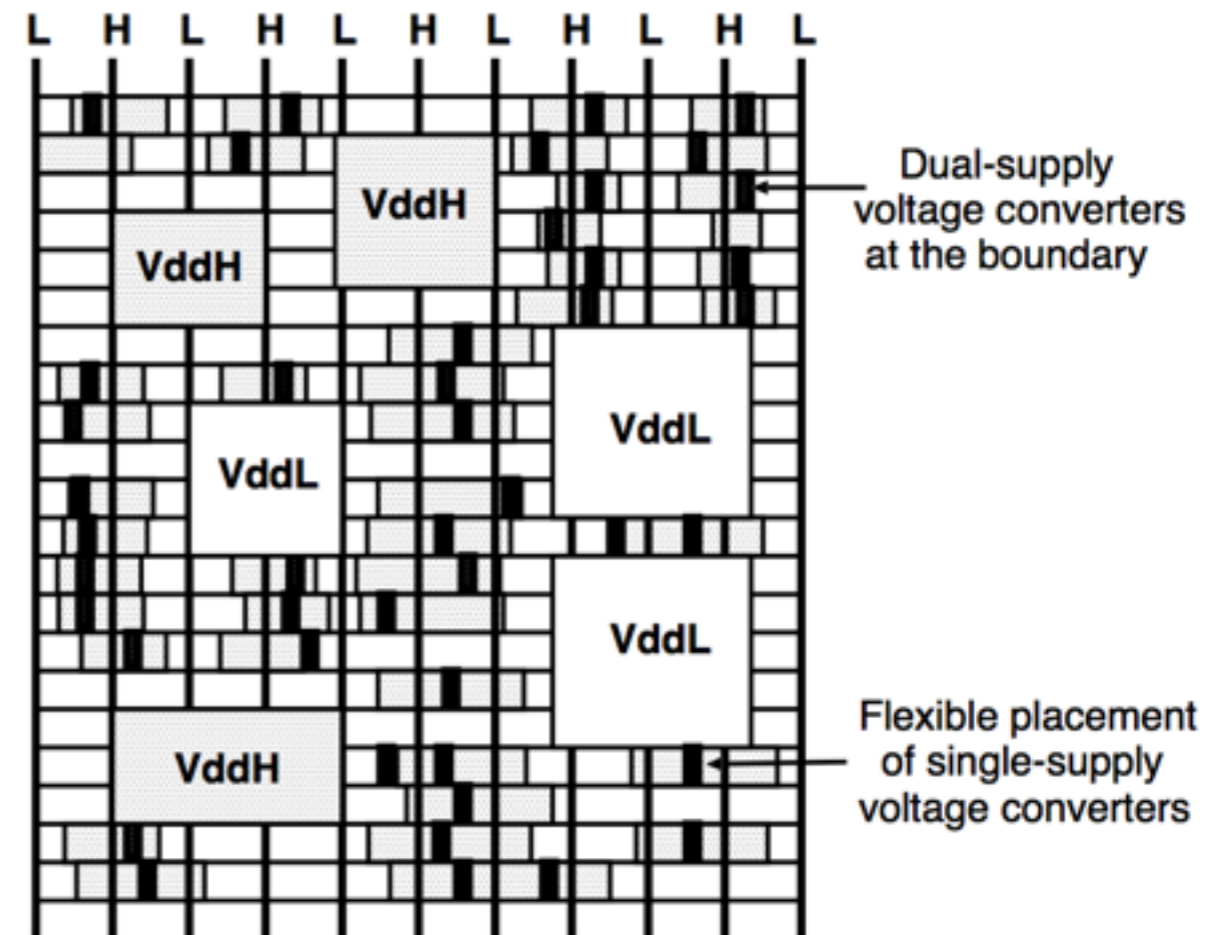 L H L H L H L H L H L
Dual-supply
voltage converters
at the boundary
VddH
VddH
VddL
VddL
VddL
Flexible placement
of single-supply
voltage converters
VddH